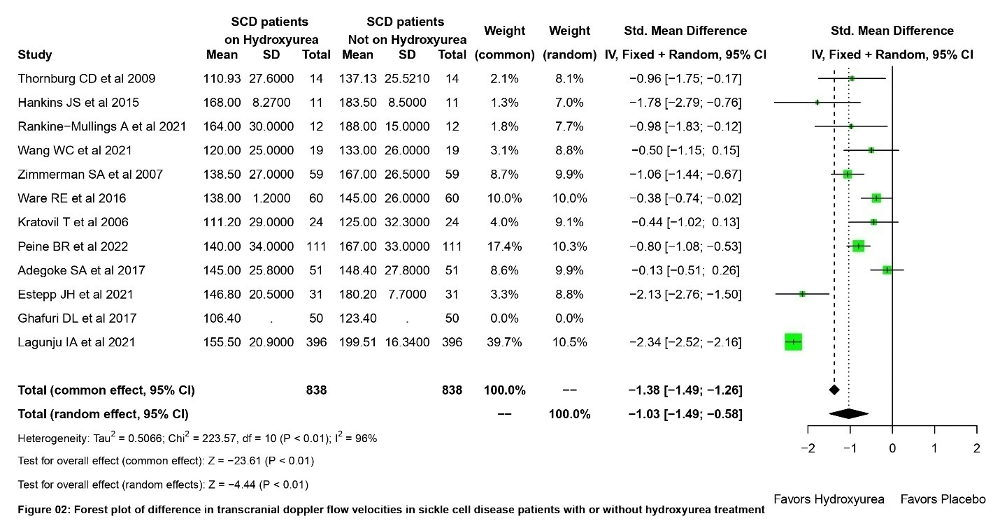 SCD patients SCD patients
on Hydroxyurea Not on Hydroxyurea Weight Weight Std. Mean Difference Std. Mean Difference
Study Mean SD Total Mean SD Total (common) (random) IV, Fixed + Random, 95% CI IV, Fixed + Random, 95% CI
Thornburg CD et al 2009 110.93 27.6000 14 137.13 25.5210 14 2.1% 8.1% −0.96 [−1.75; −0.17]
Hankins JS et al 2015 168.00 8.2700 11 183.50 8.5000 11 1.3% 7.0% −1.78 [−2.79; −0.76]
Rankine−Mullings A et al 2021 164.00 30.0000 12 188.00 15.0000 12 1.8% 7.7% −0.98 [−1.83; −0.12]
Wang WC et al 2021 120.00 25.0000 19 133.00 26.0000 19 3.1% 8.8% −0.50 [−1.15; 0.15]
Zimmerman SA et al 2007 138.50 27.0000 59 167.00 26.5000 59 8.7% 9.9% −1.06 [−1.44; −0.67]
Ware RE et al 2016 138.00 1.2000 60 145.00 26.0000 60 10.0% 10.0% −0.38 [−0.74; −0.02]
Kratovil T et al 2006 111.20 29.0000 24 125.00 32.3000 24 4.0% 9.1% −0.44 [−1.02; 0.13]
Peine BR et al 2022 140.00 34.0000 111 167.00 33.0000 111 17.4% 10.3% −0.80 [−1.08; −0.53]
Adegoke SA et al 2017 145.00 25.8000 51 148.40 27.8000 51 8.6% 9.9% −0.13 [−0.51; 0.26]
Estepp JH et al 2021 146.80 20.5000 31 180.20 7.7000 31 3.3% 8.8% −2.13 [−2.76; −1.50]
Ghafuri DL et al 2017 106.40 . 50 123.40 . 50 0.0% 0.0%
Lagunju IA et al 2021 155.50 20.9000 396 199.51 16.3400 396 39.7% 10.5% −2.34 [−2.52; −2.16]
Total (common effect, 95% CI) 838 838 100.0% −− −1.38 [−1.49; −1.26]
Total (random effect, 95% CI) −− 100.0% −1.03 [−1.49; −0.58]
Heterogeneity: Tau² = 0.5066; Chi² = 223.57, df = 10 (P < 0.01); I² = 96%
−2 −1 0 1 2
Test for overall effect (common effect): Z = −23.61 (P < 0.01)
Test for overall effect (random effects): Z = −4.44 (P < 0.01)
Favors Hydroxyurea Favors Placebo
Figure 02: Forest plot of difference in transcranial doppler flow velocities in sickle cell disease patients with or without hydroxyurea treatment